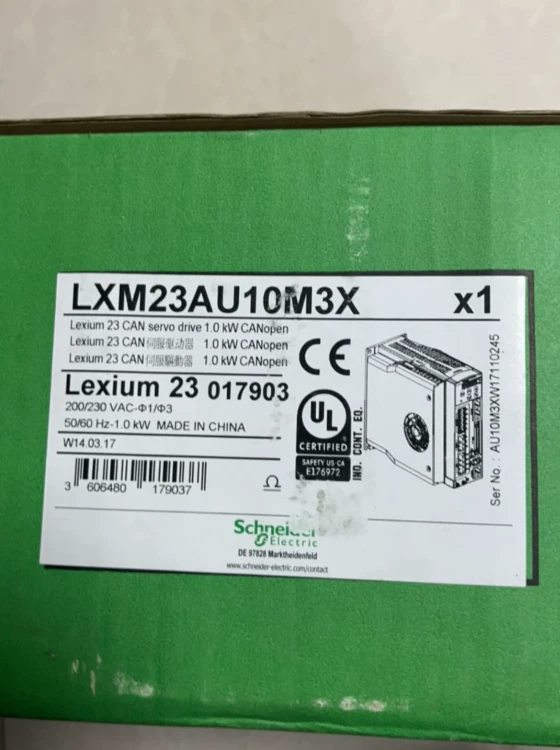 LXM23AU10M3X x1
Lexium 23 CAN servo drive 1.0 kW CANopen
Lexium 23 CAN 伺服驱动器 1.0 kW CANopen
Lexium 23 CAN 伺服驅動器 1.0 kW CANopen
Lexium 23 017903
200/230 VAC-Φ1/Φ3
50/60 Hz-1.0 kW MADE IN CHINA
W14.03.17
3 606480 179037
CE
UL
CERTIFIED
SAFETY US-CA
E176972
IND. CONT. EQ.
Ser No.: AU10M3XW17110245
Schneider
Electric
DE 97828 Marktheidenfeld
www.schneider-electric.com/contact